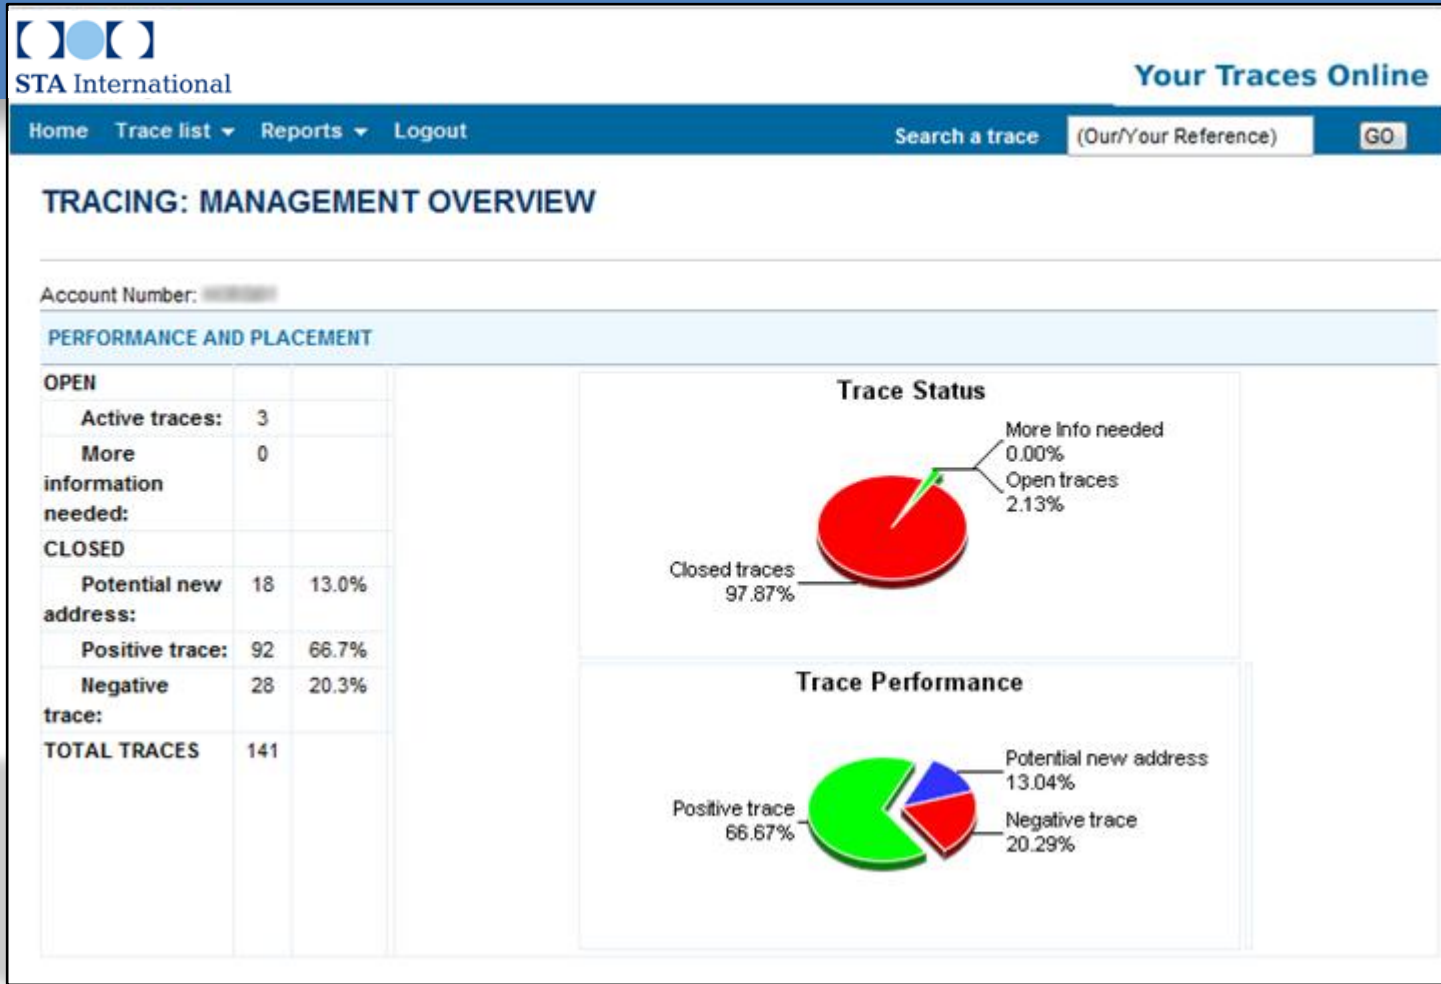 STA International
Your Traces Online
Home Trace list Reports Logout Search a trace (Our/Your Reference) GO
TRACING: MANAGEMENT OVERVIEW
Account Number:
PERFORMANCE AND PLACEMENT
OPEN
Active traces: 3
More 0
information
needed:
CLOSED
Potential new 18 13.0%
address:
Positive trace: 92 66.7%
Negative 28 20.3%
trace:
TOTAL TRACES 141
Trace Status
More Info needed
0.00%
Open traces
2.13%
Closed traces
97.87%
Trace Performance
Potential new address
13.04%
Positive trace
66.67%
Negative trace
20.29%